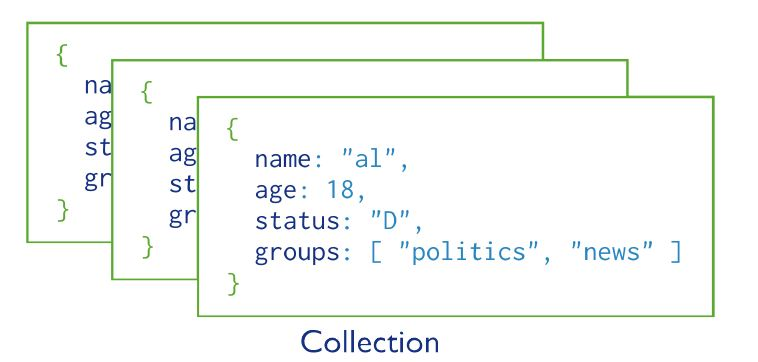 {
na
ag
st
gr
}
{
na
ag
st
gr
}
{
name: "al",
age: 18,
status: "D",
groups: [ "politics", "news" ]
}
Collection